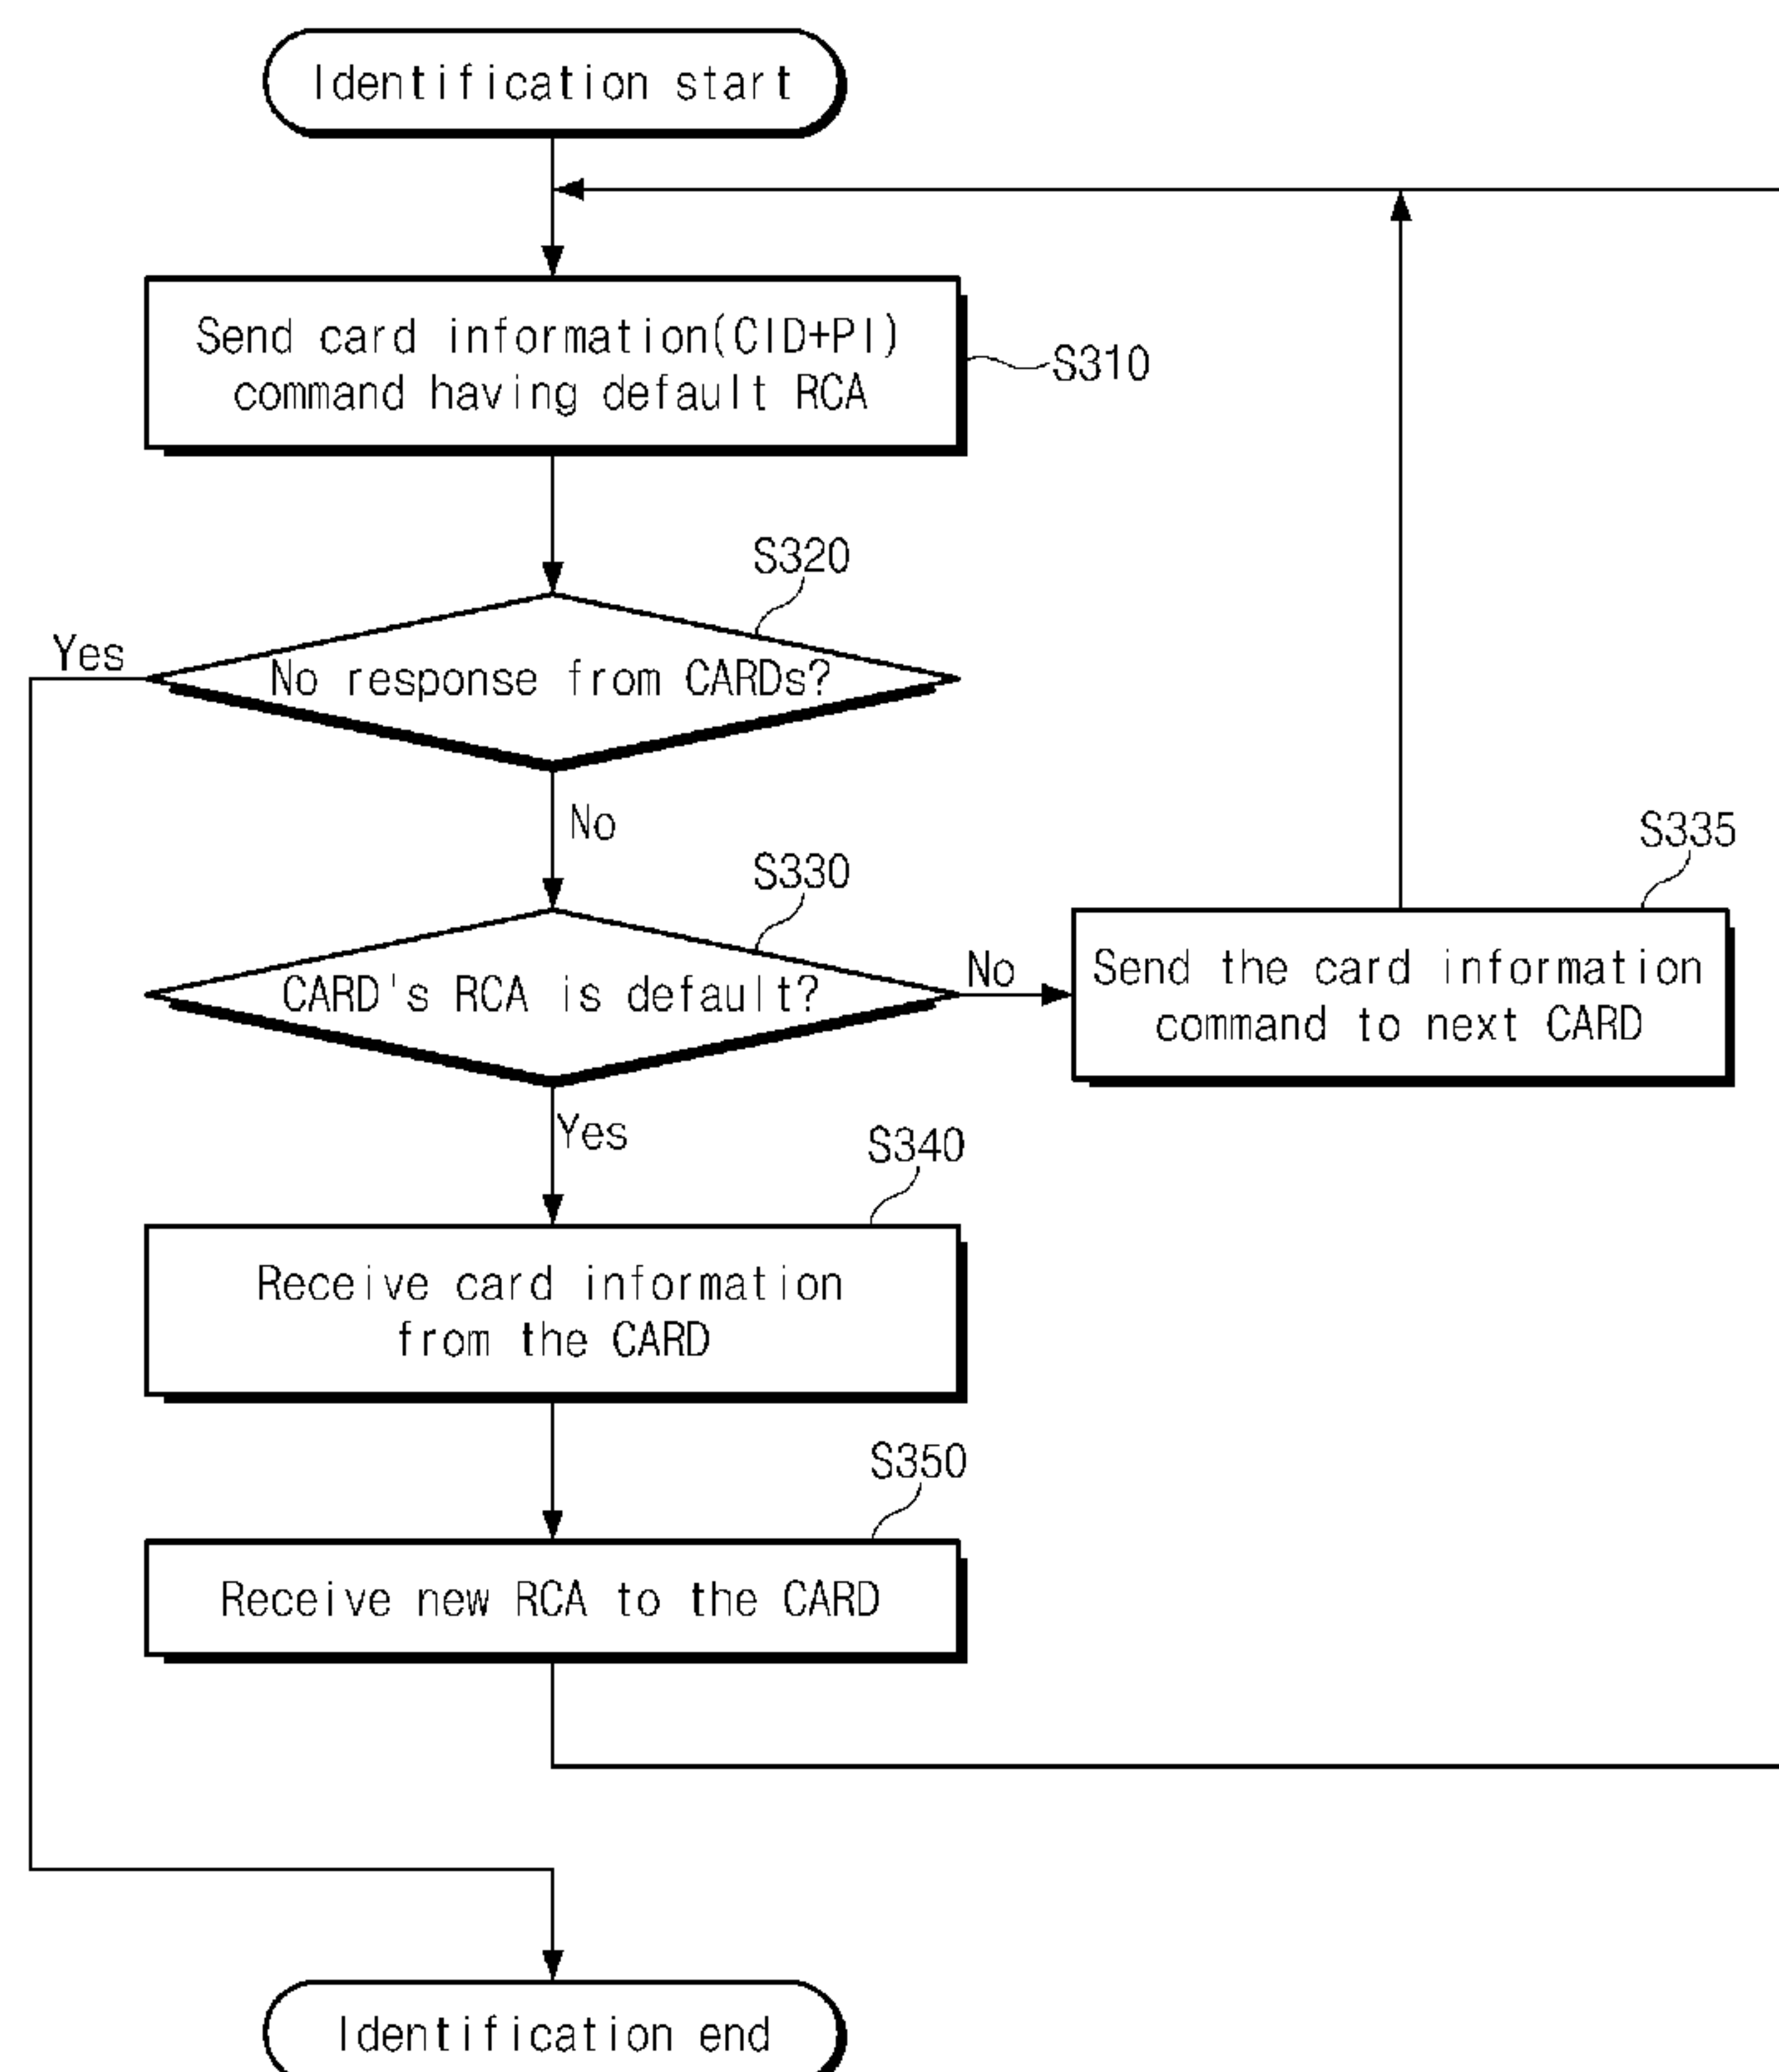 Identification start
Send card information(CID+PI)
command having default RCA
S310
S320
Yes
No response from CARDs?
No
S330
CARD's RCA is default?
No
S335
Send the card information
command to next CARD
Yes
S340
Receive card information
from the CARD
S350
Receive new RCA to the CARD
Identification end